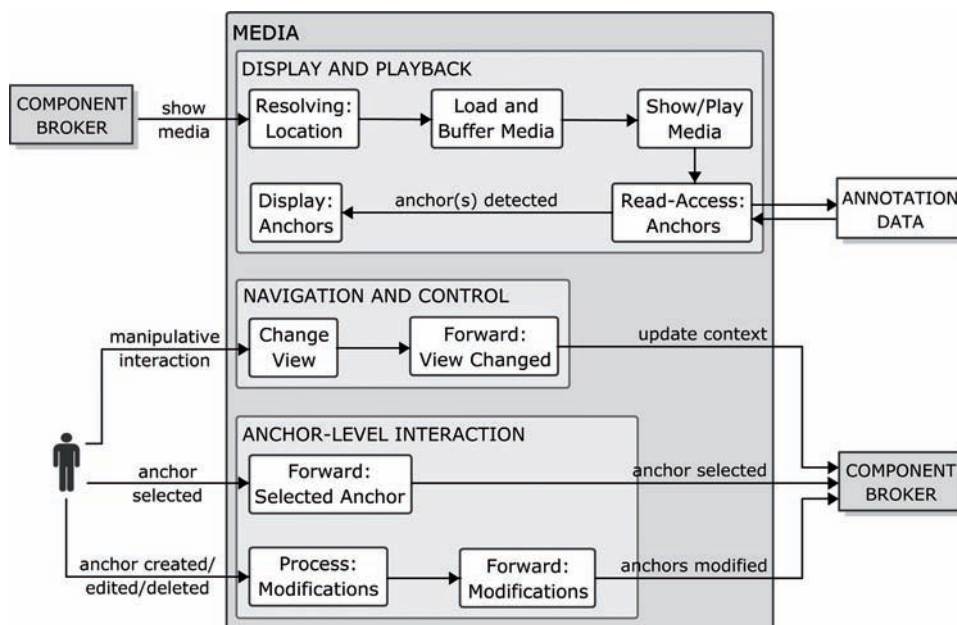 MEDIA
DISPLAY AND PLAYBACK
COMPONENT
BROKER
show
media
Resolving:
Location
Load and
Buffer Media
Show/Play
Media
Display:
Anchors
anchor(s) detected
Read-Access:
Anchors
ANNOTATION
DATA
NAVIGATION AND CONTROL
manipulative
interaction
Change
View
Forward:
View Changed
update context
ANCHOR-LEVEL INTERACTION
anchor
selected
Forward:
Selected Anchor
anchor selected
COMPONENT
BROKER
anchor created/
edited/deleted
Process:
Modifications
Forward:
Modifications
anchors modified